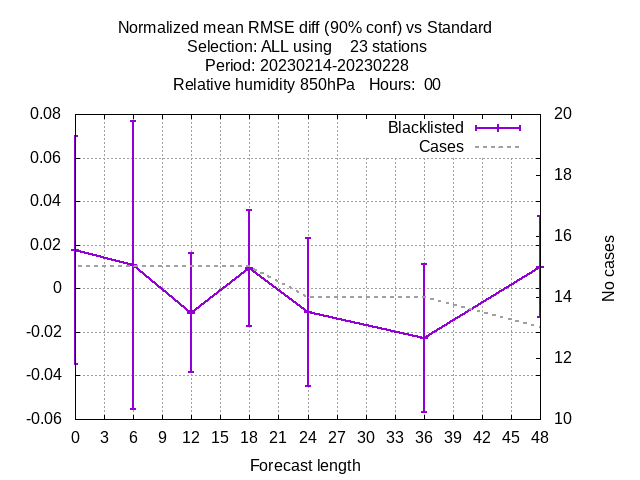 Normalized mean RMSE diff (90% conf) vs Standard
Selection: ALL using 23 stations
Period: 20230214-20230228
Relative humidity 850hPa Hours: 00
0.08
0.06
0.04
0.02
0
-0.02
-0.04
-0.06
20
18
16
14
12
10
Blacklisted
Cases
No cases
0 3 6 9 12 15 18 21 24 27 30 33 36 39 42 45 48
Forecast length